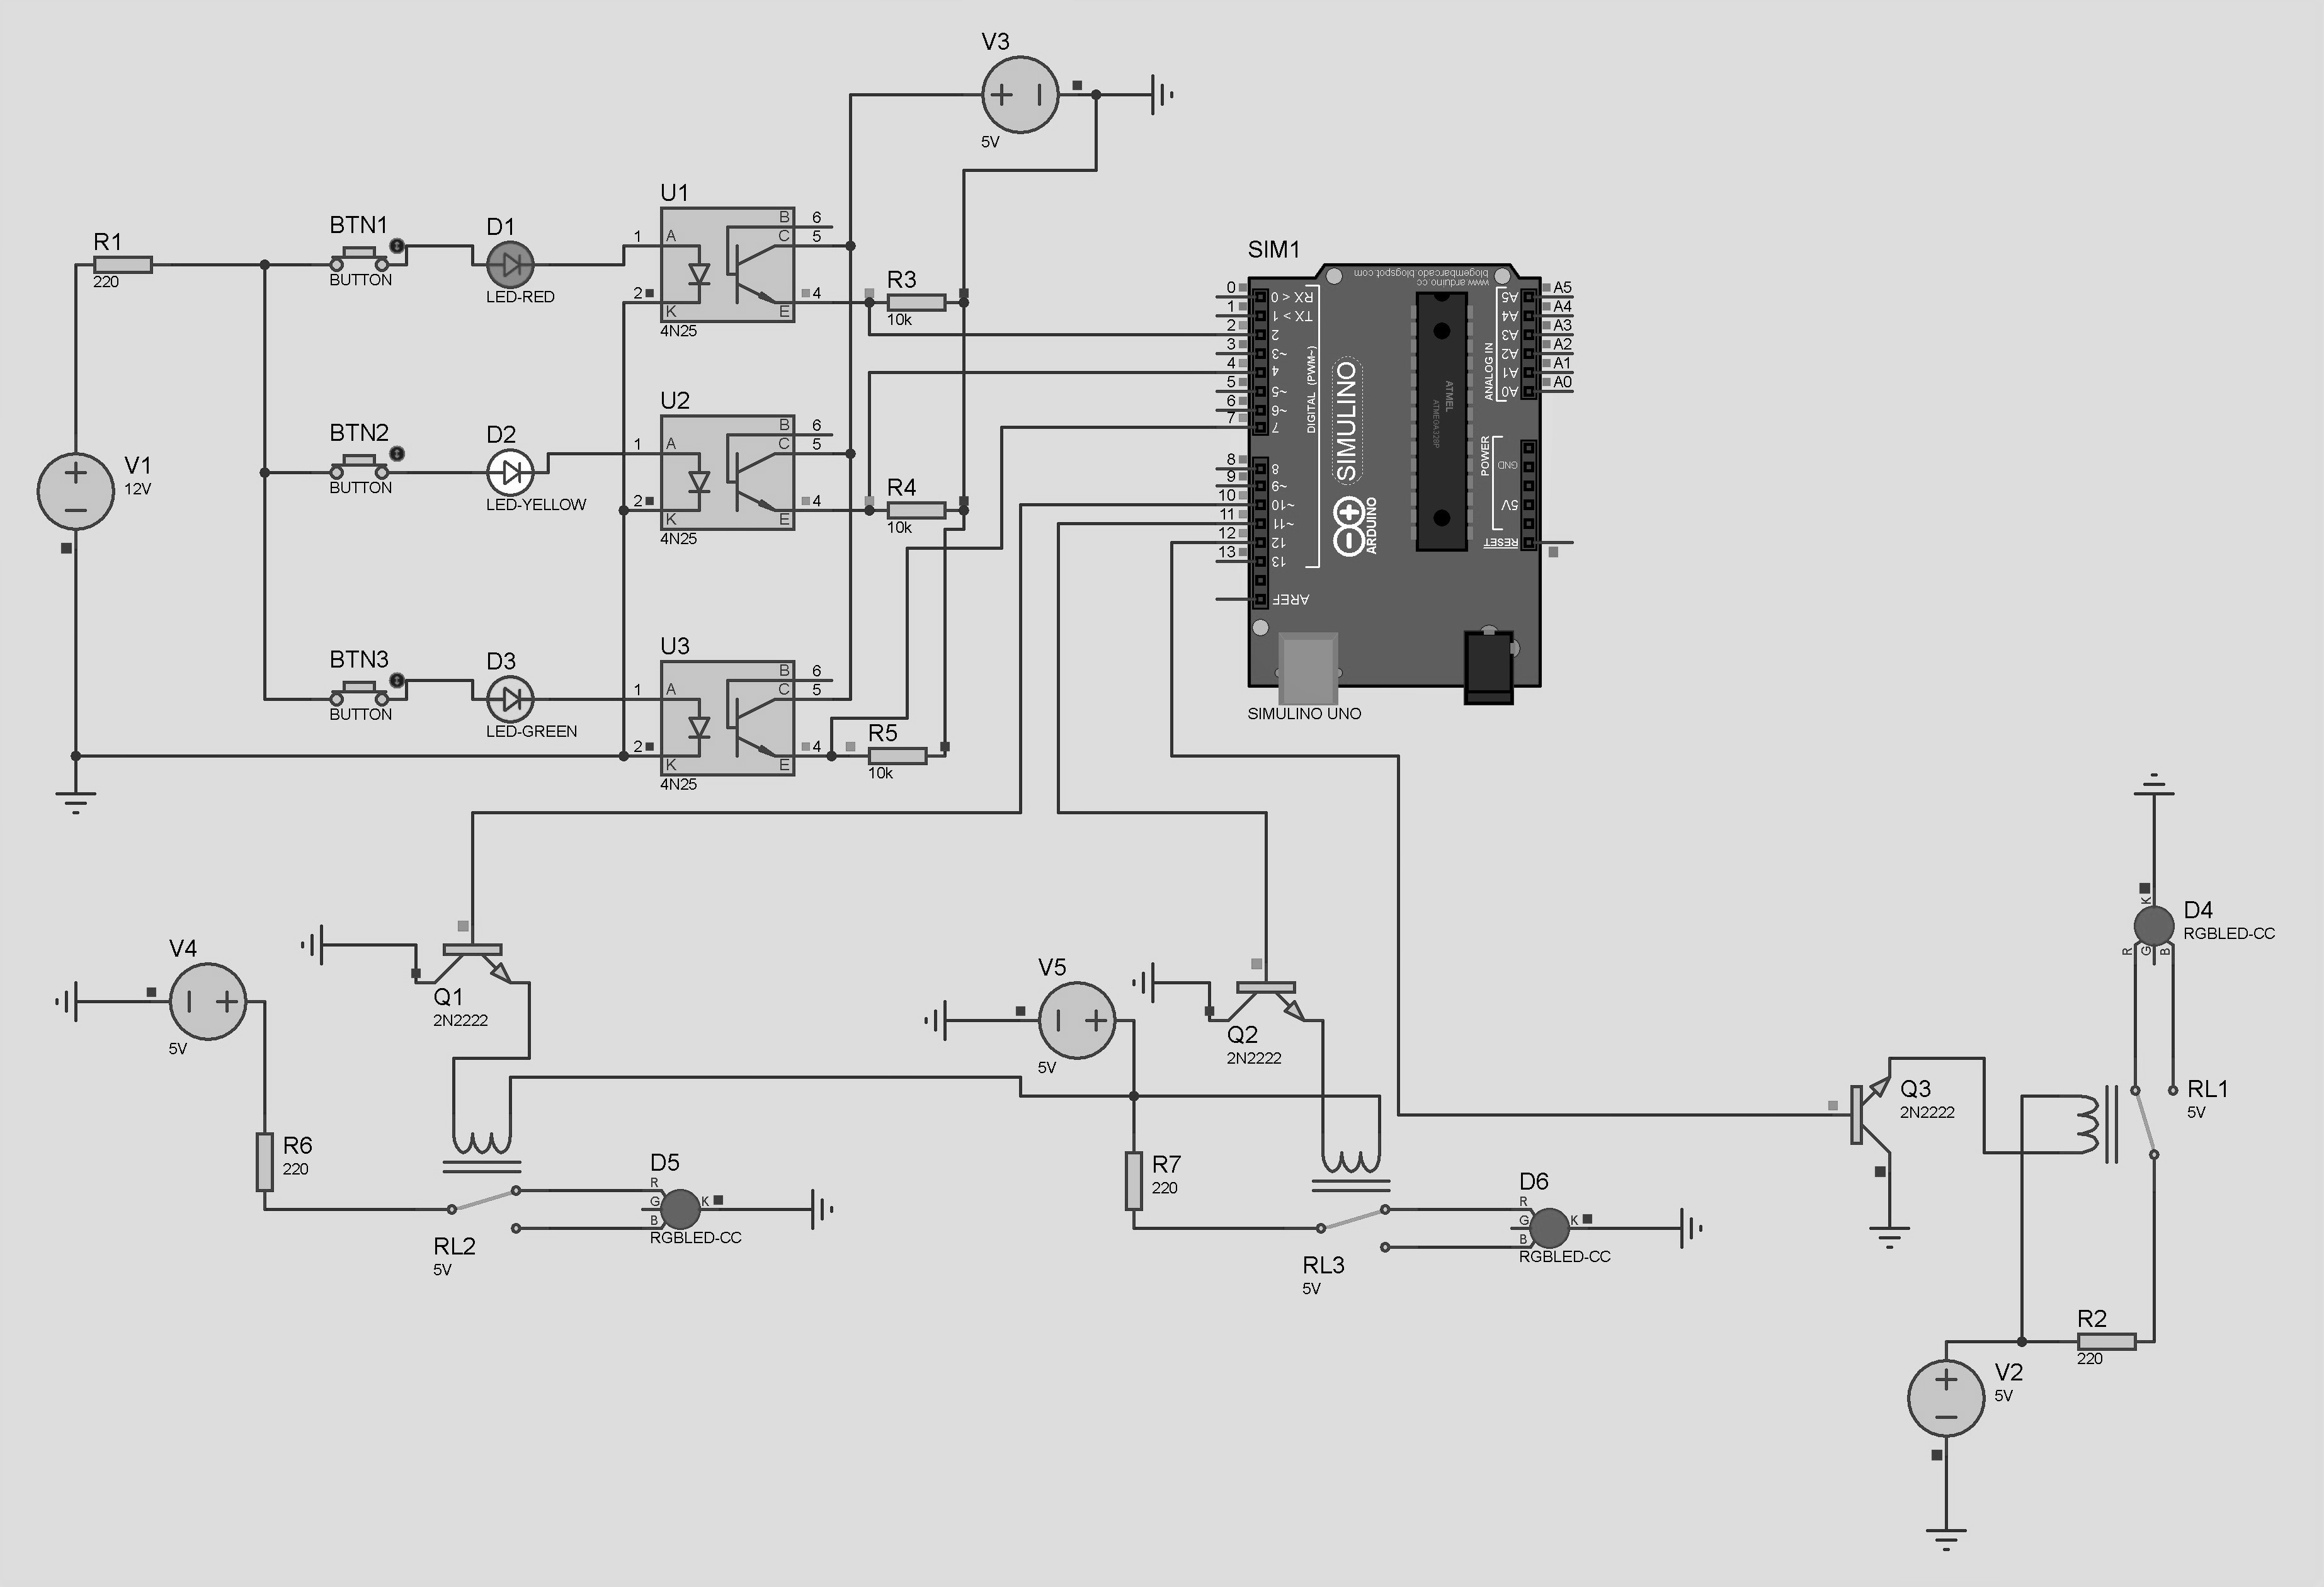 V3
5V
U1
R1
220
BTN1
BUTTON
D1
LED-RED
1
2
A
K
B
C
E
6
5
4
4N25
R3
10k
V1
12V
BTN2
BUTTON
D2
LED-YELLOW
U2
1
2
A
K
B
C
E
6
5
4
4N25
R4
10k
BTN3
BUTTON
D3
LED-GREEN
U3
1
2
A
K
B
C
E
6
5
4
4N25
R5
10k
SIM1
www.arduino.cc
blogembarcado.blogspot.com
0
1
2
3
4
5
6
7
8
9
10
11
12
13
RX < 0
TX > 1
2
~3
4
~5
~6
7
8
~9
~10
~11
12
13
AREF
DIGITAL (PWM~)
SIMULINO
ARDUINO
ATMEL
ATMEGA328P
ANALOG IN
A5
A4
A3
A2
A1
A0
A5
A4
A3
A2
A1
A0
POWER
GND
5V
RESET
SIMULINO UNO
V4
5V
Q1
2N2222
R6
220
RL2
5V
D5
R
G
B
K
RGBLED-CC
V5
5V
Q2
2N2222
R7
220
RL3
5V
D6
R
G
B
K
RGBLED-CC
Q3
2N2222
K
D4
RGBLED-CC
R
G
B
RL1
5V
R2
220
V2
5V